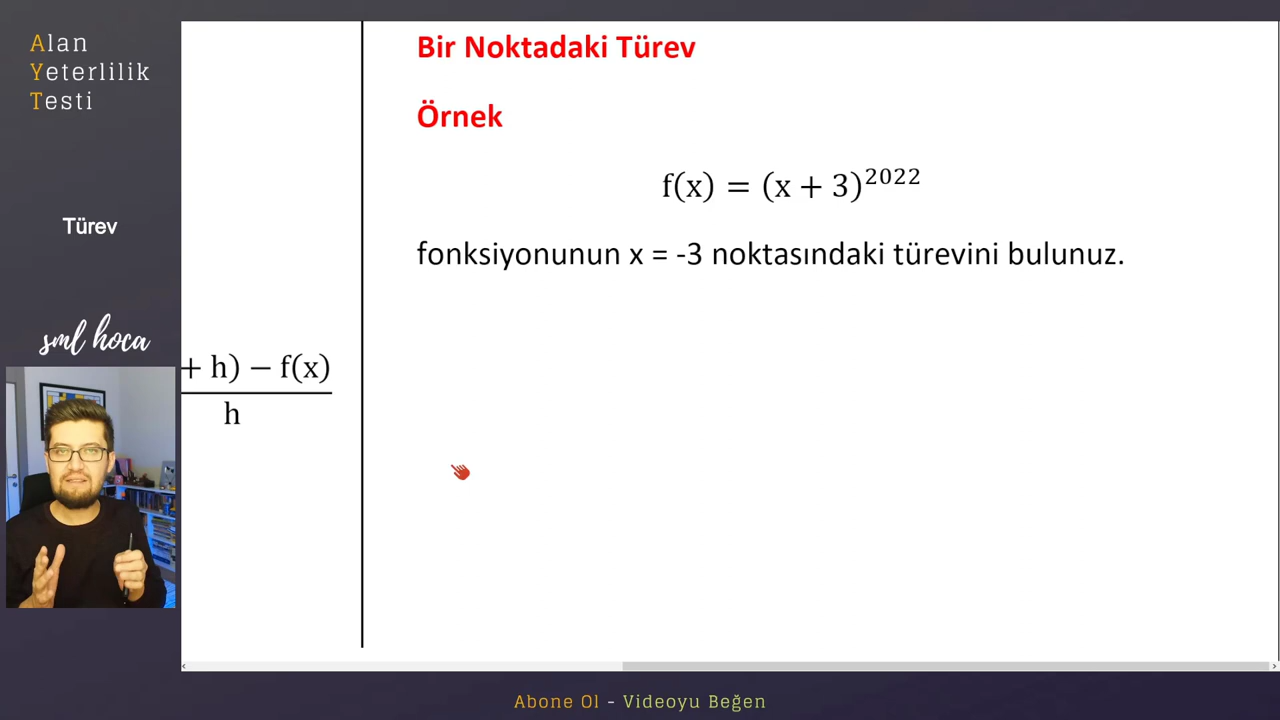 Alan
Yeterlilik
Testi
Türev
sml hoca
+ h) − f(x)
h
Bir Noktadaki Türev
Örnek
f(x) = (x + 3)^2022
fonksiyonunun x = -3 noktasındaki türevini bulunuz.
Abone Ol - Videoyu Beğen